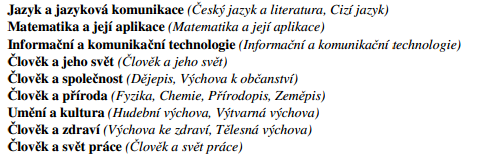 Jazyk a jazyková komunikace (Český jazyk a literatura, Cizí jazyk)
Matematika a její aplikace (Matematika a její aplikace)
Informační a komunikační technologie (Informační a komunikační technologie)
Člověk a jeho svět (Člověk a jeho svět)
Člověk a společnost (Dějepis, Výchova k občanství)
Člověk a příroda (Fyzika, Chemie, Přírodopis, Zeměpis)
Umění a kultura (Hudební výchova, Výtvarná výchova)
Člověk a zdraví (Výchova ke zdraví, Tělesná výchova)
Člověk a svět práce (Člověk a svět práce)